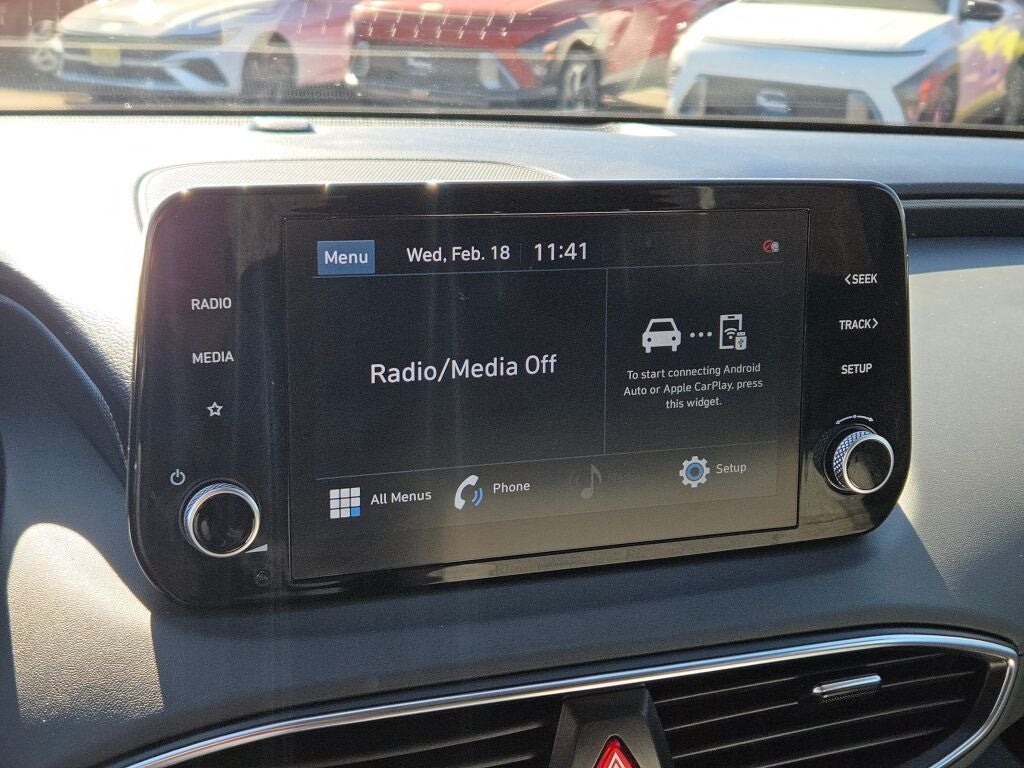 Menu
Wed, Feb. 18
11:41
RADIO
MEDIA
Radio/Media Off
To start connecting Android
Auto or Apple CarPlay, press
this widget.
<SEEK
TRACK>
SETUP
All Menus
Phone
Setup